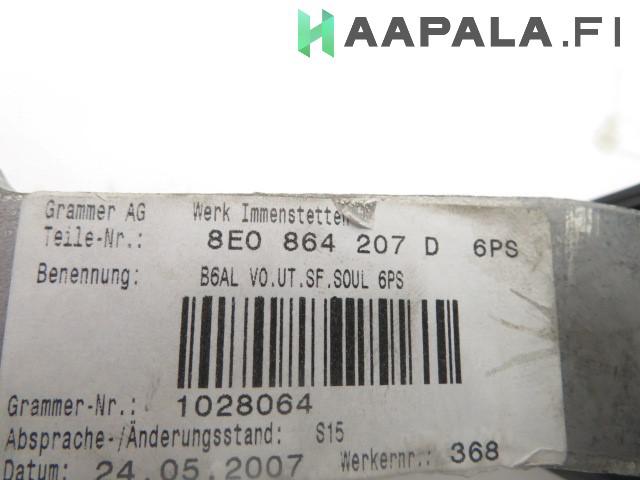 HAAPALA.FI
Grammer AG Werk Immenstetten
Teile-Nr.: 8E0 864 207 D 6PS
Benennung: B6AL VO.UT.SF.SOUL 6PS
Grammer-Nr.: 1028064
Absprache-/Änderungsstand: S15
Datum: 24.05.2007 Werkernr.: 368